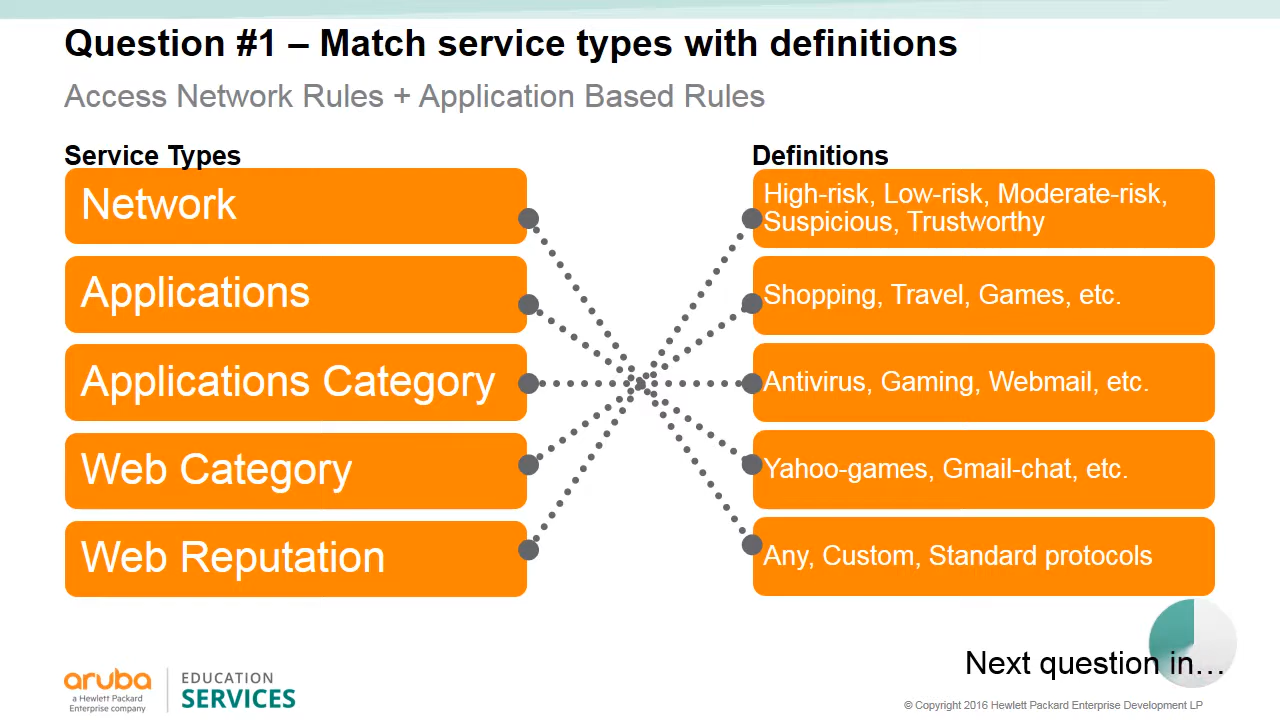 Question #1 – Match service types with definitions
Access Network Rules + Application Based Rules
Service Types
Network
Applications
Applications Category
Web Category
Web Reputation
Definitions
High-risk, Low-risk, Moderate-risk,
Suspicious, Trustworthy
Shopping, Travel, Games, etc.
Antivirus, Gaming, Webmail, etc.
Yahoo-games, Gmail-chat, etc.
Any, Custom, Standard protocols
Next question in…
aruba
a Hewlett Packard
Enterprise company
EDUCATION
SERVICES
© Copyright 2016 Hewlett Packard Enterprise Development LP